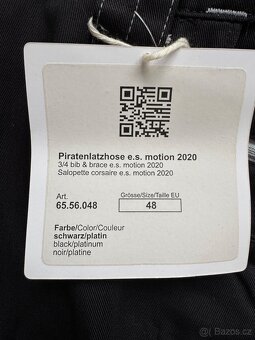 Piratenlatzhose e.s. motion 2020
3/4 bib & brace e.s. motion 2020
Salopette corsaire e.s. motion 2020
Art.
65.56.048
Grösse/Size/Taille EU
48
Farbe/Color/Couleur
schwarz/platin
black/platinum
noir/platine
Bazoš.cz